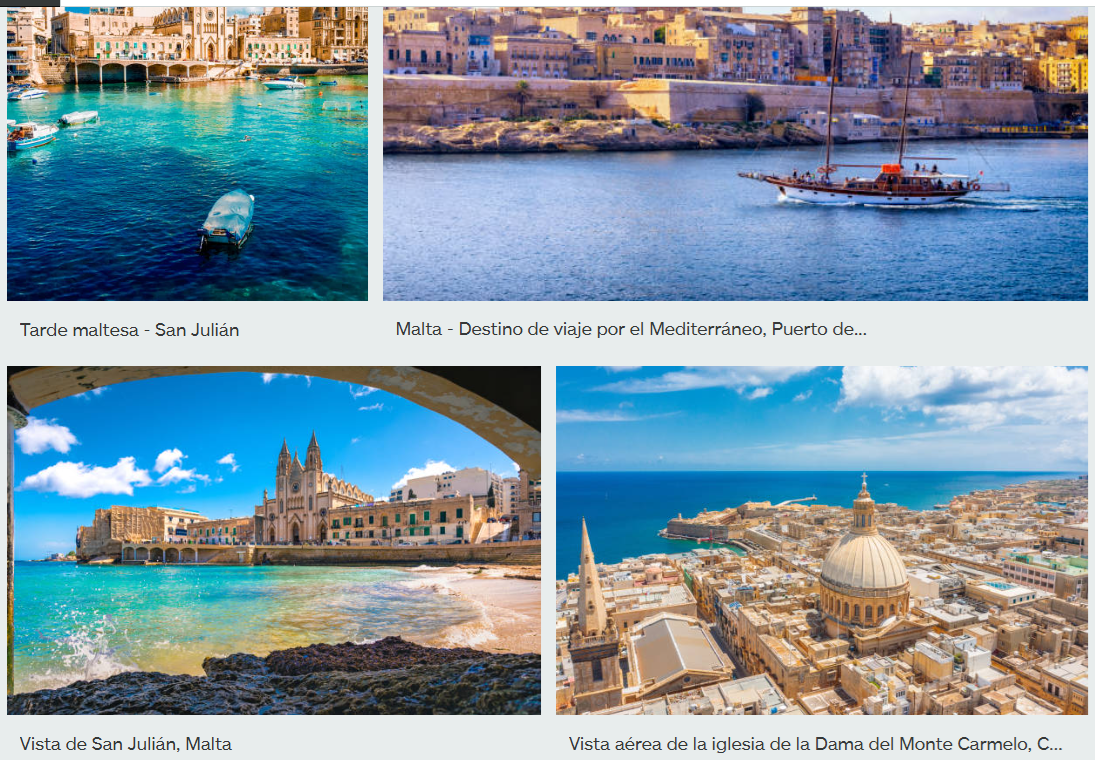 Tarde maltesa - San Julián
Malta - Destino de viaje por el Mediterráneo, Puerto de...
Vista de San Julián, Malta
Vista aérea de la iglesia de la Dama del Monte Carmelo, C...